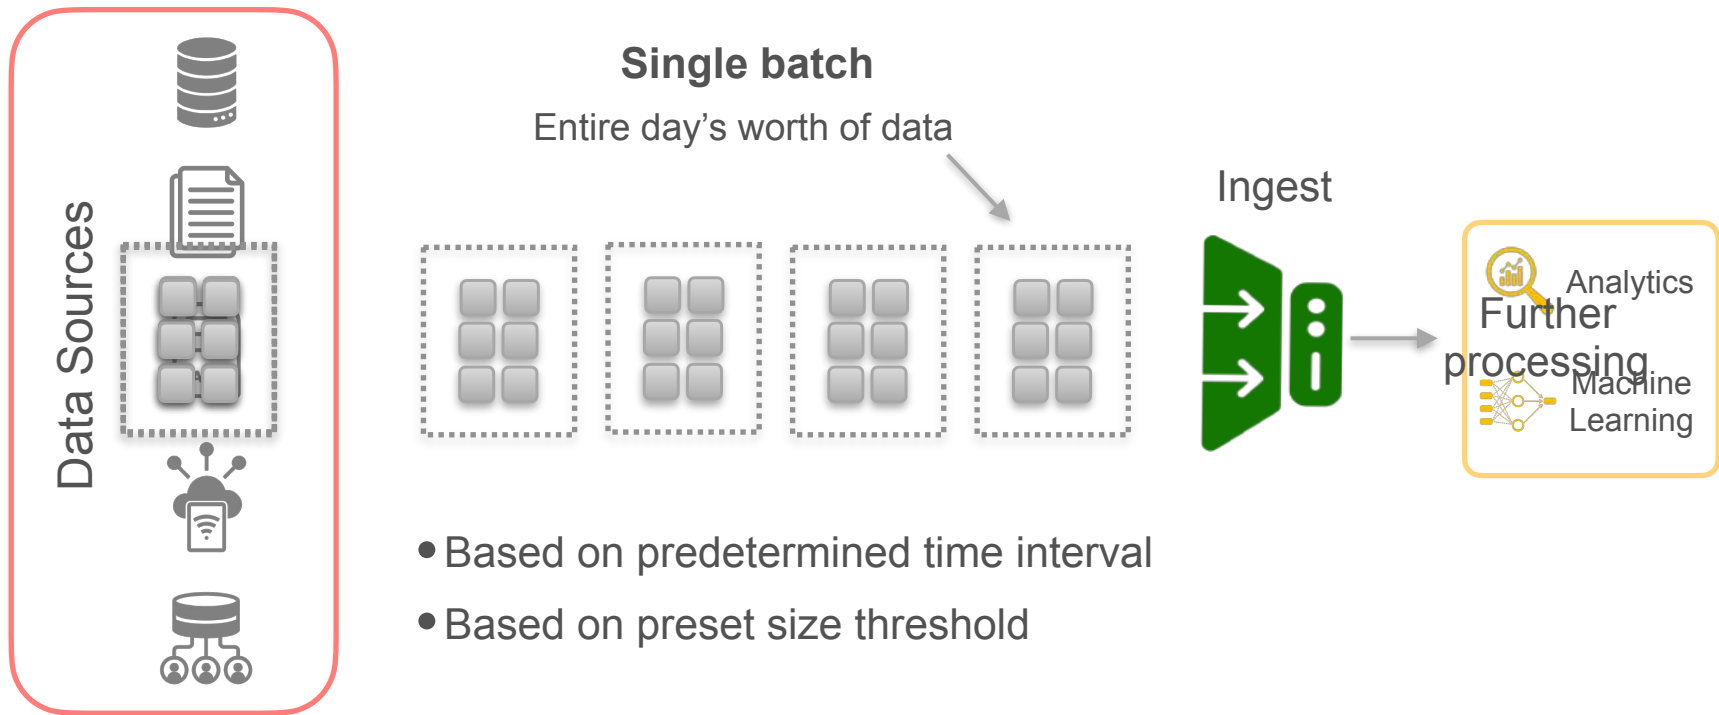 Data Sources
Single batch
Entire day’s worth of data
Ingest
Analytics
Further
processing
Machine
Learning
• Based on predetermined time interval
• Based on preset size threshold